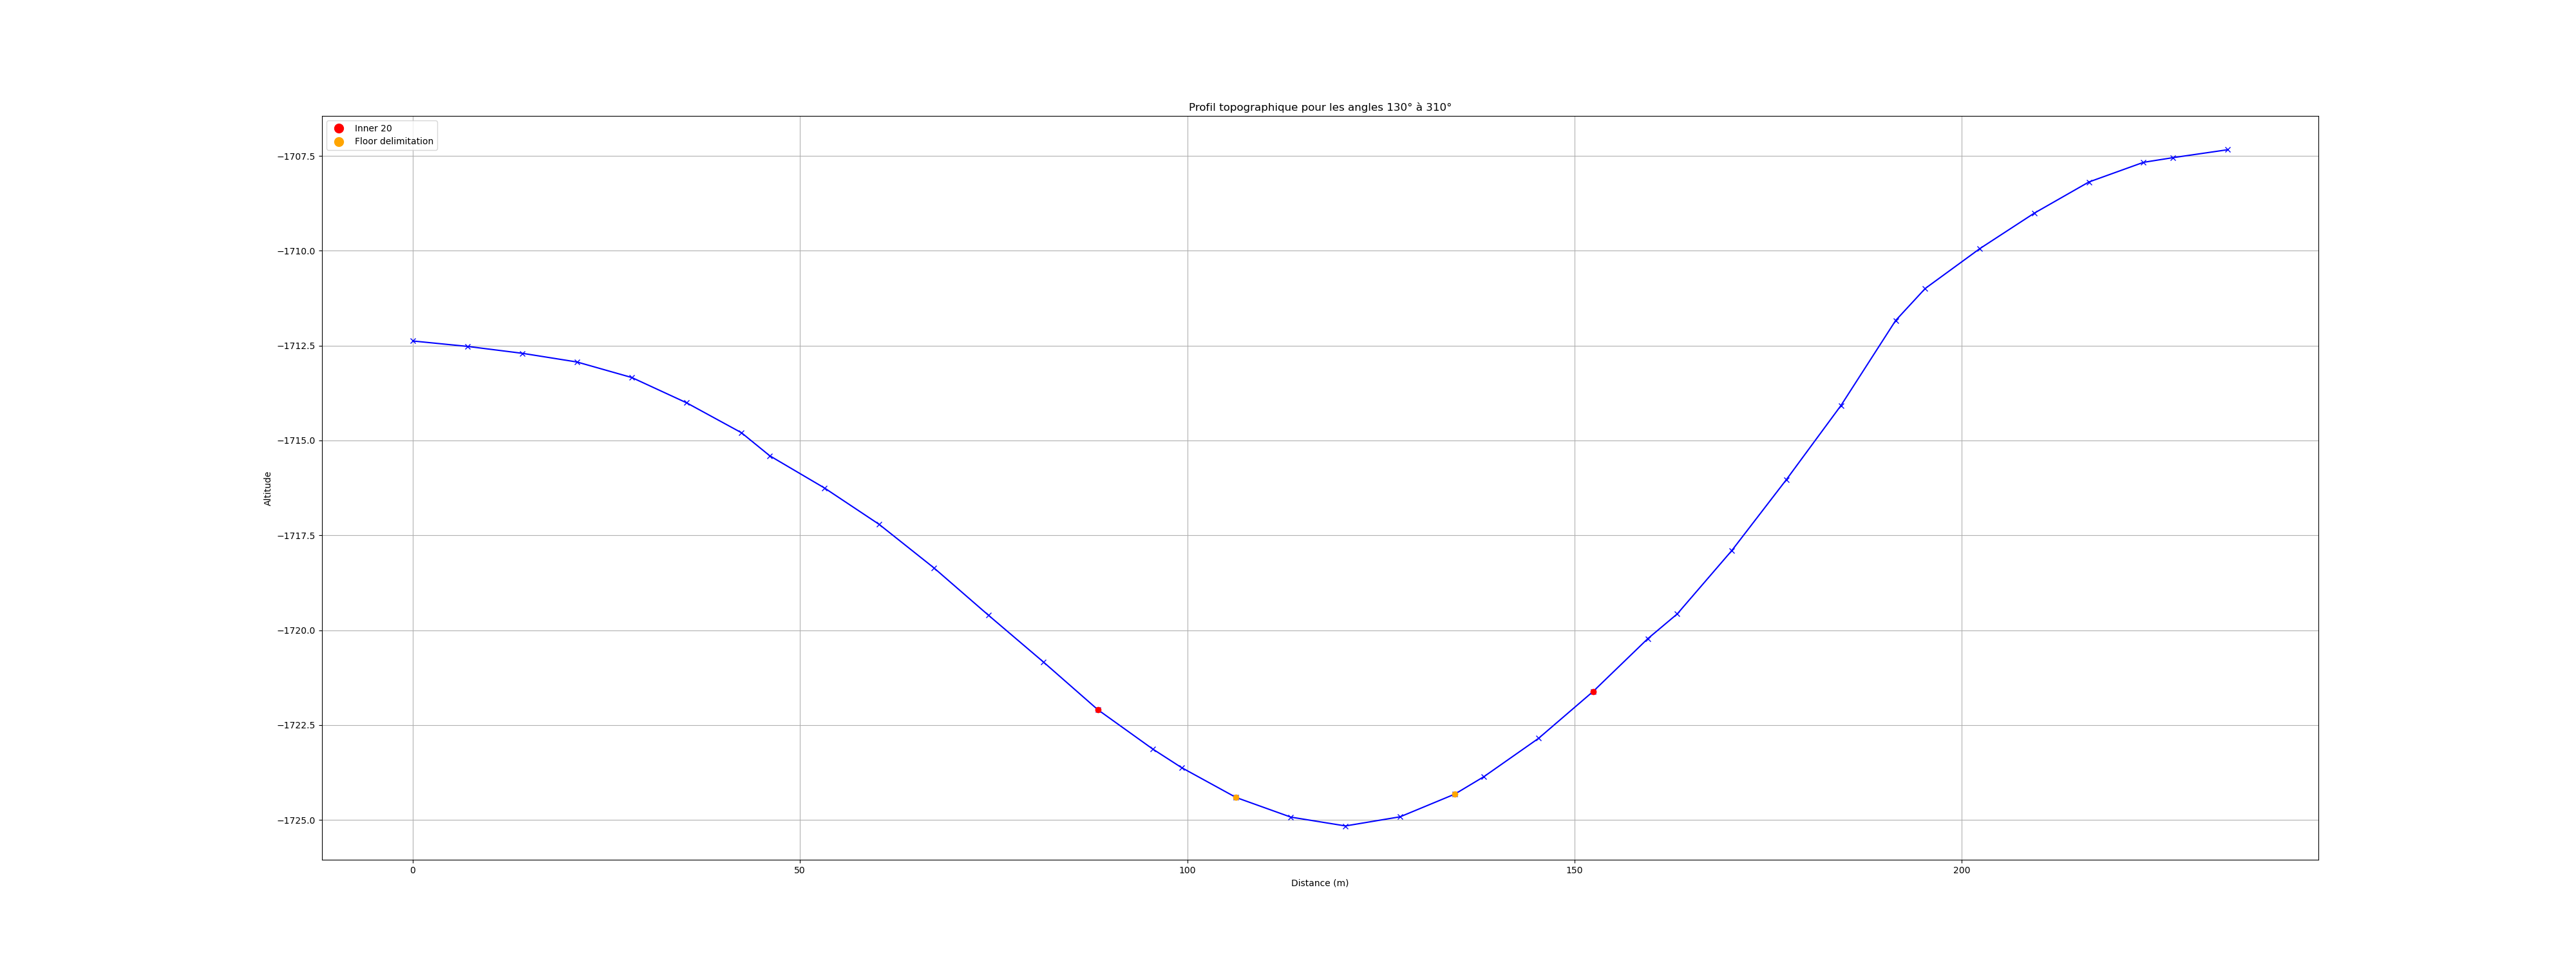 Profil topographique pour les angles 130° à 310°
Inner 20
Floor delimitation
−1707.5
−1710.0
−1712.5
−1715.0
−1717.5
−1720.0
−1722.5
−1725.0
Altitude
0 50 100 150 200
Distance (m)